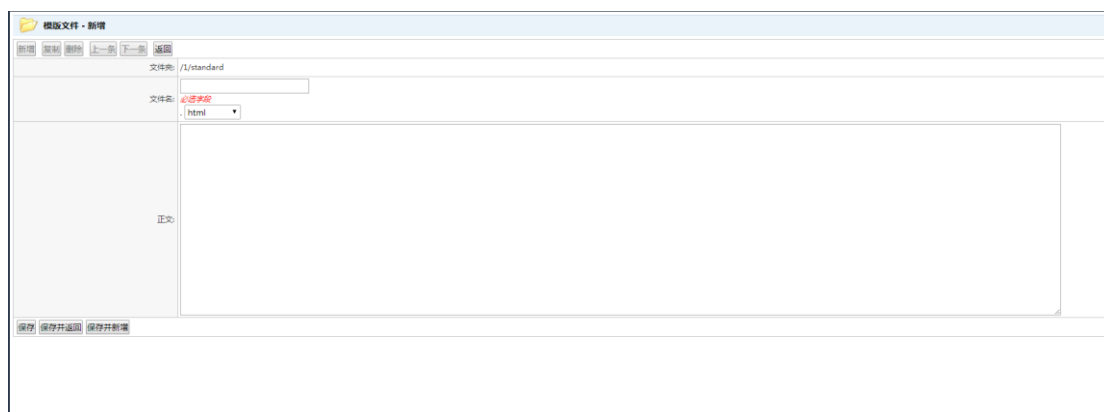 模版文件 - 新增
新增 复制 删除 上一条 下一条 返回
文件夹: /1/standard
文件名:
必选字段
. html
正文:
保存 保存并返回 保存并新增